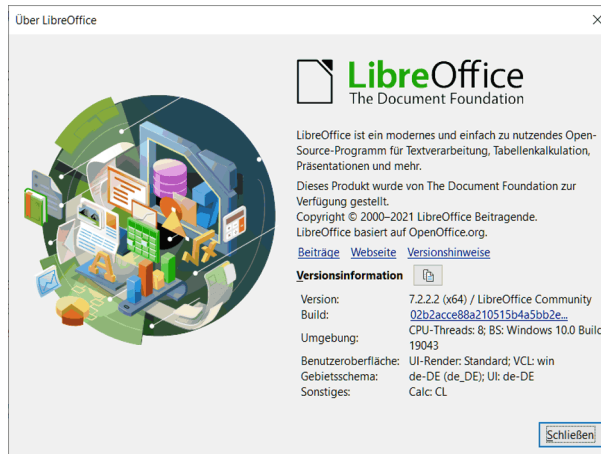 Über LibreOffice
LibreOffice
The Document Foundation
LibreOffice ist ein modernes und einfach zu nutzendes Open-
Source-Programm für Textverarbeitung, Tabellenkalkulation,
Präsentationen und mehr.
Dieses Produkt wurde von The Document Foundation zur
Verfügung gestellt.
Copyright © 2000–2021 LibreOffice Beitragende.
LibreOffice basiert auf OpenOffice.org.
Beiträge Webseite Versionshinweise
Versionsinformation
Version: 7.2.2.2 (x64) / LibreOffice Community
Build: 02b2acce88a210515b4a5bb2e...
Umgebung: CPU-Threads: 8; BS: Windows 10.0 Build
19043
Benutzeroberfläche: UI-Render: Standard; VCL: win
Gebietsschema: de-DE (de_DE); UI: de-DE
Sonstiges: Calc: CL
Schließen